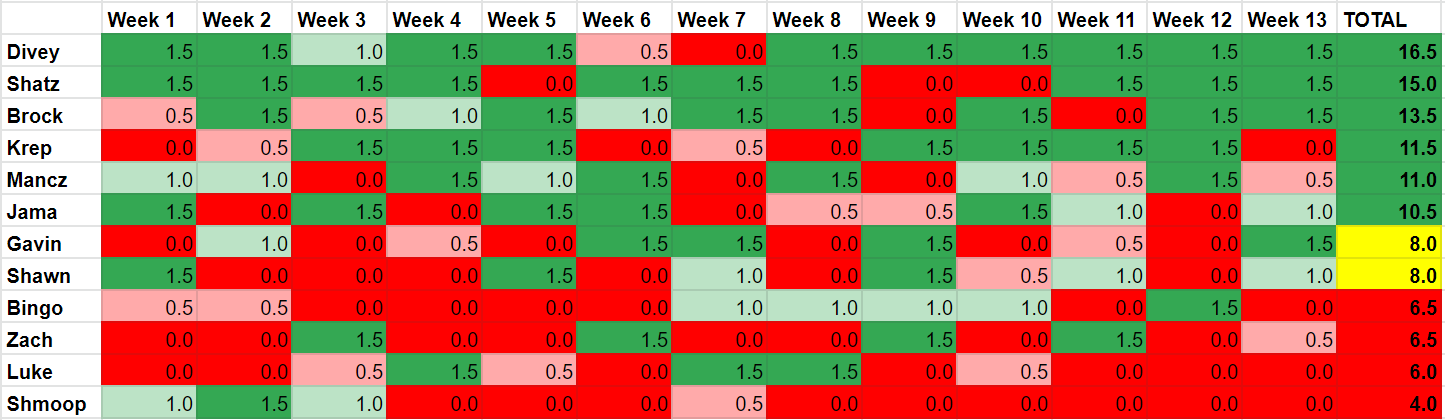 Week 1 Week 2 Week 3 Week 4 Week 5 Week 6 Week 7 Week 8 Week 9 Week 10 Week 11 Week 12 Week 13 TOTAL
Divey 1.5 1.5 1.0 1.5 1.5 0.5 0.0 1.5 1.5 1.5 1.5 1.5 1.5 16.5
Shatz 1.5 1.5 1.5 1.5 0.0 1.5 1.5 1.5 0.0 0.0 1.5 1.5 1.5 15.0
Brock 0.5 1.5 0.5 1.0 1.5 1.0 1.5 1.5 0.0 1.5 0.0 1.5 1.5 13.5
Krep 0.0 0.5 1.5 1.5 1.5 0.0 0.5 0.0 1.5 1.5 1.5 1.5 0.0 11.5
Mancz 1.0 1.0 0.0 1.5 1.0 1.5 0.0 1.5 0.0 1.0 0.5 1.5 0.5 11.0
Jama 1.5 0.0 1.5 0.0 1.5 1.5 0.0 0.5 0.5 1.5 1.0 0.0 1.0 10.5
Gavin 0.0 1.0 0.0 0.5 0.0 1.5 1.5 0.0 1.5 0.0 0.5 0.0 1.5 8.0
Shawn 1.5 0.0 0.0 0.0 1.5 0.0 1.0 0.0 1.5 0.5 1.0 0.0 1.0 8.0
Bingo 0.5 0.5 0.0 0.0 0.0 0.0 1.0 1.0 1.0 1.0 0.0 1.5 0.0 6.5
Zach 0.0 0.0 1.5 0.0 0.0 1.5 0.0 0.0 1.5 0.0 1.5 0.0 0.5 6.5
Luke 0.0 0.0 0.5 1.5 0.5 0.0 1.5 1.5 0.0 0.5 0.0 0.0 0.0 6.0
Shmoop 1.0 1.5 1.0 0.0 0.0 0.0 0.5 0.0 0.0 0.0 0.0 0.0 0.0 4.0